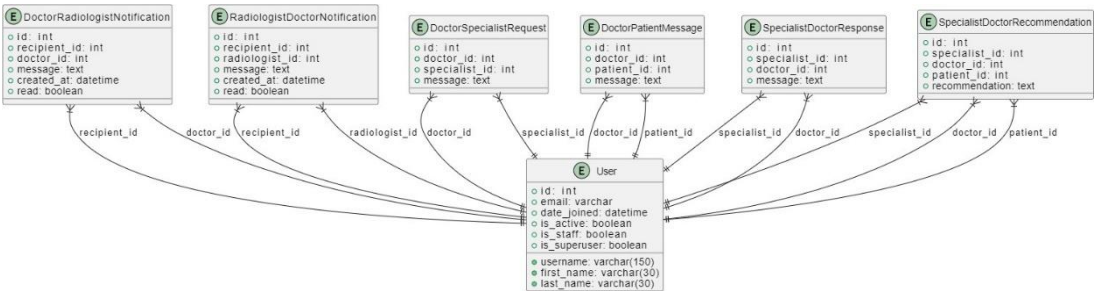 E DoctorRadiologistNotification
id: int
recipient_id: int
doctor_id: int
message: text
created_at: datetime
read: boolean
E RadiologistDoctorNotification
id: int
recipient_id: int
radiologist_id: int
message: text
created_at: datetime
read: boolean
E DoctorSpecialistRequest
id: int
doctor_id: int
specialist_id: int
message: text
E DoctorPatientMessage
id: int
doctor_id: int
patient_id: int
message: text
E SpecialistDoctorResponse
id: int
specialist_id: int
doctor_id: int
message: text
E SpecialistDoctorRecommendation
id: int
specialist_id: int
doctor_id: int
patient_id: int
recommendation: text
recipient_id
doctor_id
recipient_id
radiologist_id
doctor_id
specialist_id
doctor_id
patient_id
specialist_id
doctor_id
specialist_id
doctor_id
patient_id
E User
id: int
email: varchar
date_joined: datetime
is_active: boolean
is_staff: boolean
is_superuser: boolean
username: varchar(150)
first_name: varchar(30)
last_name: varchar(30)